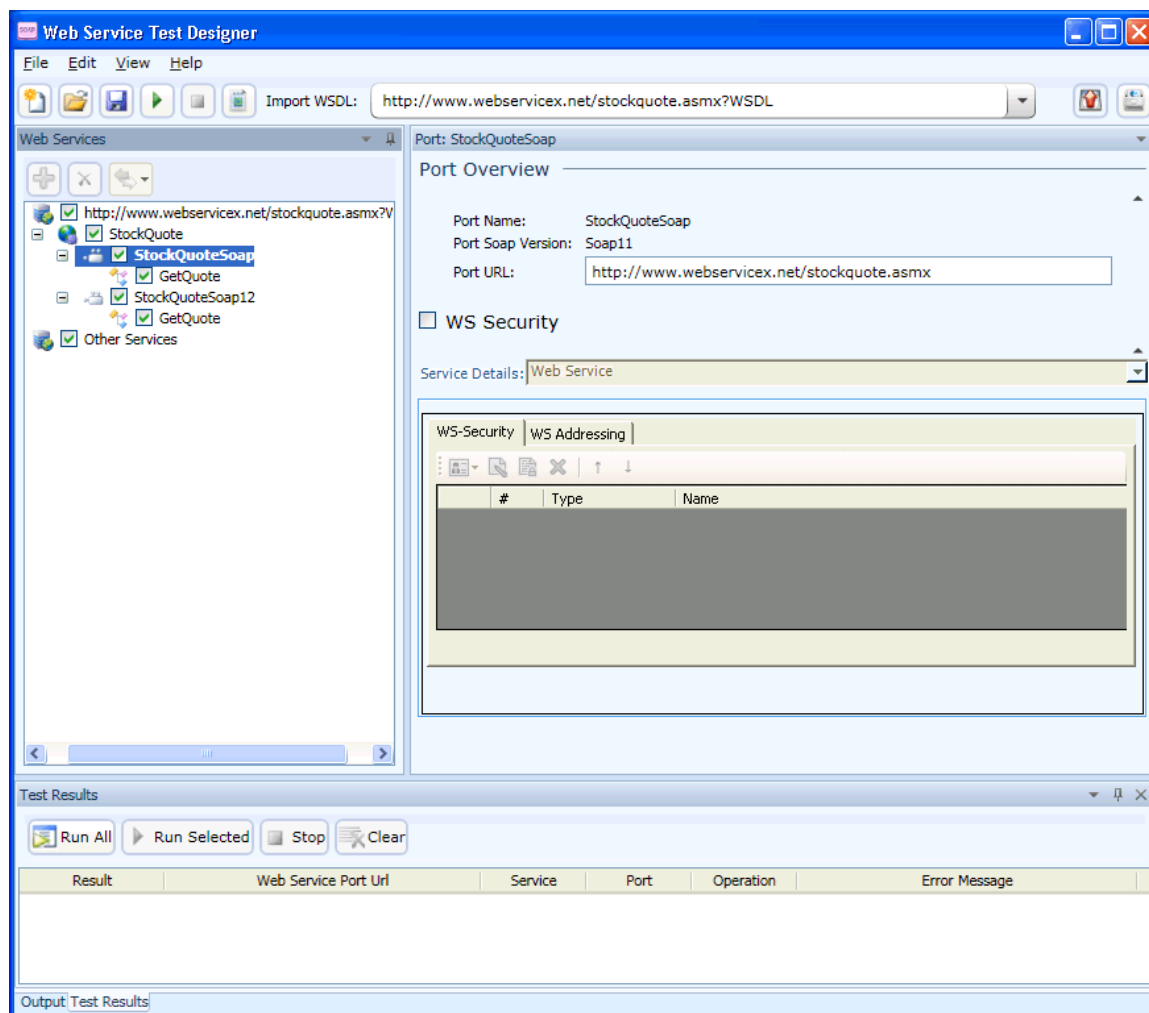 SOAP Web Service Test Designer
File Edit View Help
Import WSDL: http://www.webservicex.net/stockquote.asmx?WSDL
Web Services
http://www.webservicex.net/stockquote.asmx?V
StockQuote
StockQuoteSoap
GetQuote
StockQuoteSoap12
GetQuote
Other Services
Port: StockQuoteSoap
Port Overview
Port Name: StockQuoteSoap
Port Soap Version: Soap11
Port URL: http://www.webservicex.net/stockquote.asmx
WS Security
Service Details: Web Service
WS-Security WS Addressing
# Type Name
Test Results
Run All Run Selected Stop Clear
Result Web Service Port Url Service Port Operation Error Message
Output Test Results